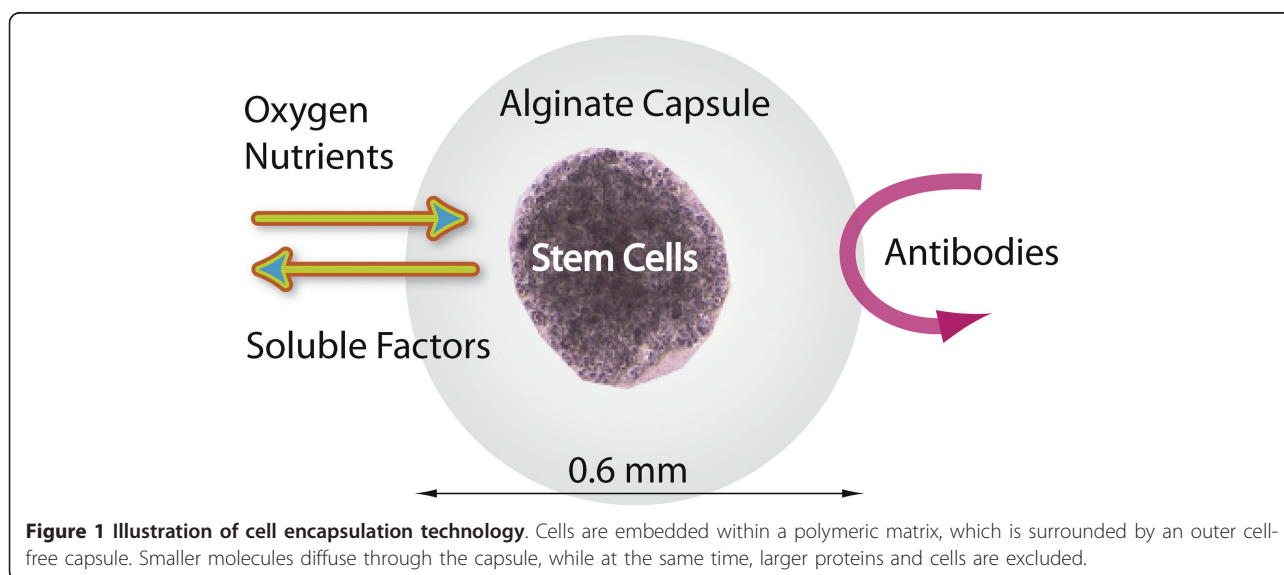 Oxygen
Nutrients
Alginate Capsule
Stem Cells
Antibodies
Soluble Factors
0.6 mm
Figure 1 Illustration of cell encapsulation technology. Cells are embedded within a polymeric matrix, which is surrounded by an outer cell-
free capsule. Smaller molecules diffuse through the capsule, while at the same time, larger proteins and cells are excluded.